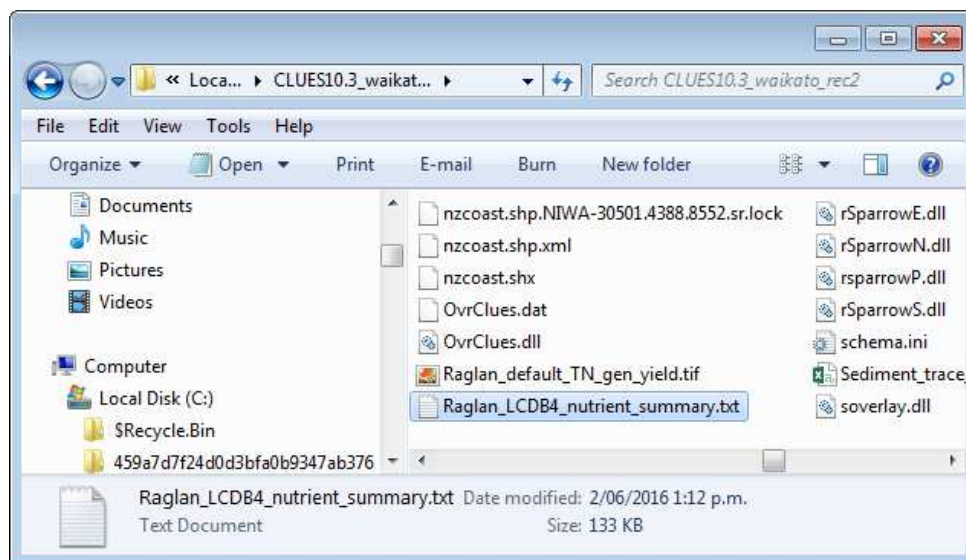 « Loca... CLUES10.3_waikat... Search CLUES10.3_waikato_rec2
File Edit View Tools Help
Organize Open Print E-mail Burn New folder
Documents
Music
Pictures
Videos
Computer
Local Disk (C:)
$Recycle.Bin
459a7d7f24d0d3bfa0b9347ab376
nzcoast.shp.NIWA-30501.4388.8552.sr.lock
nzcoast.shp.xml
nzcoast.shx
OvrClues.dat
OvrClues.dll
Raglan_default_TN_gen_yield.tif
Raglan_LCDB4_nutrient_summary.txt
rSparrowE.dll
rSparrowN.dll
rsparrowP.dll
rSparrowS.dll
schema.ini
Sediment_trace_
soverlay.dll
Raglan_LCDB4_nutrient_summary.txt Date modified: 2/06/2016 1:12 p.m.
Text Document Size: 133 KB